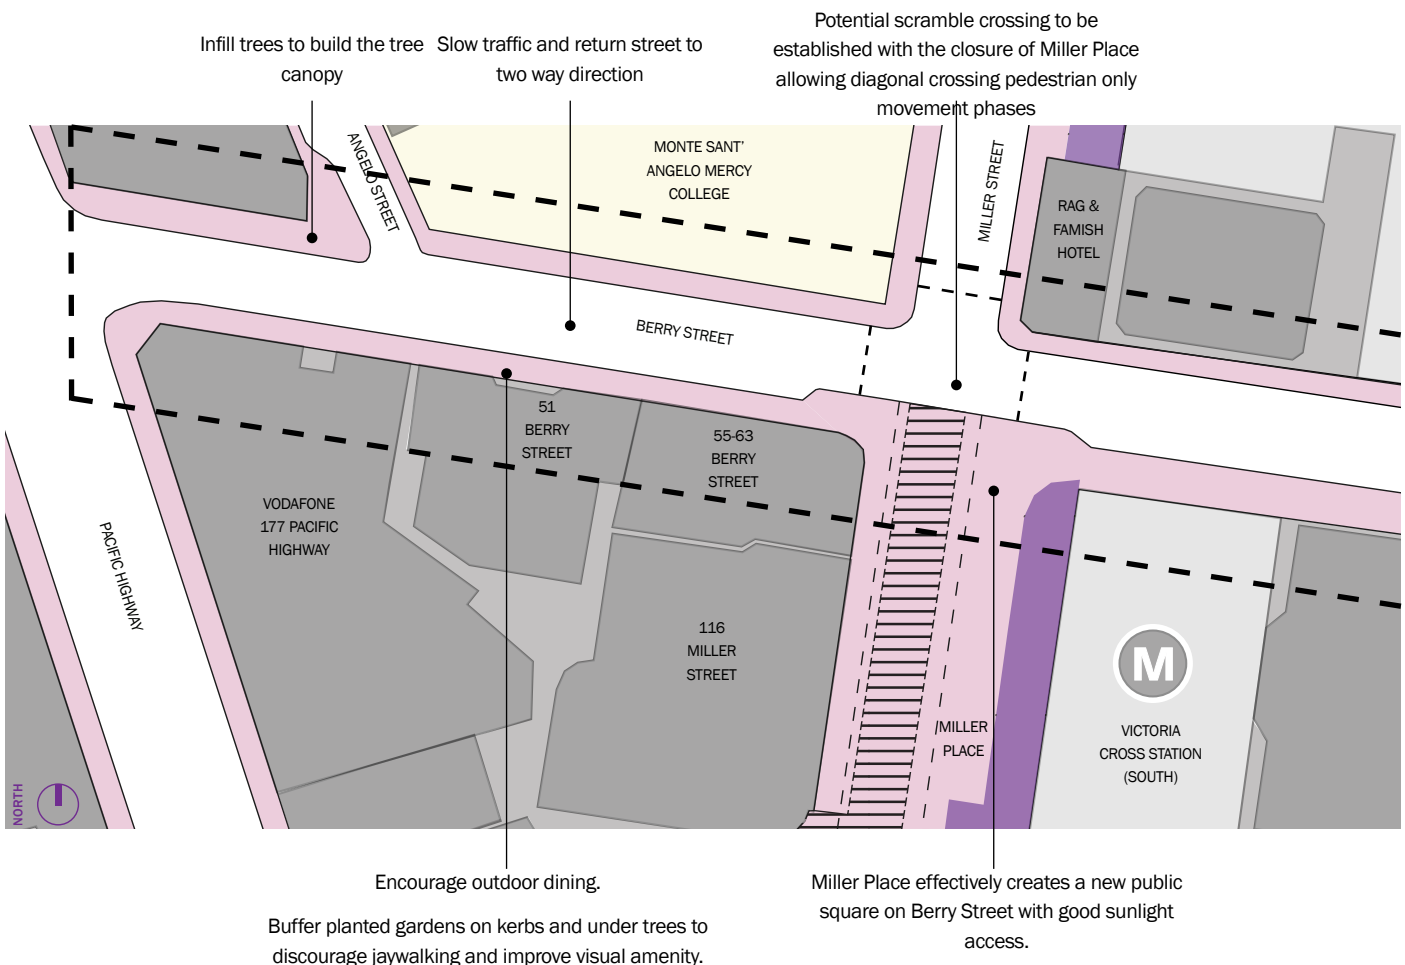 Infill trees to build the tree
canopy
Slow traffic and return street to
two way direction
Potential scramble crossing to be
established with the closure of Miller Place
allowing diagonal crossing pedestrian only
movement phases
ANGELO STREET
MONTE SANT'
ANGELO MERCY
COLLEGE
MILLER STREET
RAG &
FAMISH
HOTEL
BERRY STREET
51
BERRY
STREET
55-63
BERRY
STREET
VODAFONE
177 PACIFIC
HIGHWAY
PACIFIC HIGHWAY
116
MILLER
STREET
MILLER
PLACE
M
VICTORIA
CROSS STATION
(SOUTH)
NORTH
Encourage outdoor dining.
Buffer planted gardens on kerbs and under trees to
discourage jaywalking and improve visual amenity.
Miller Place effectively creates a new public
square on Berry Street with good sunlight
access.